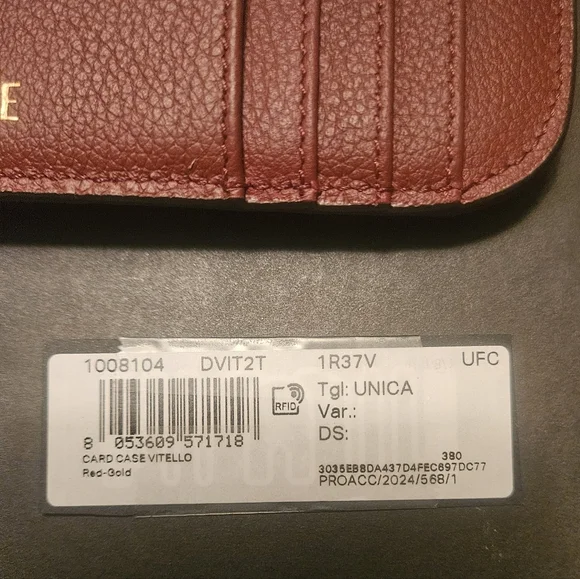 E
1008104 DVIT2T 1R37V UFC
RFID
Tgl: UNICA
Var.:
DS:
8 053609 571718
CARD CASE VITELLO
Red-Gold
380
3035EB8DA437D4FEC697DC77
PROACC/2024/568/1